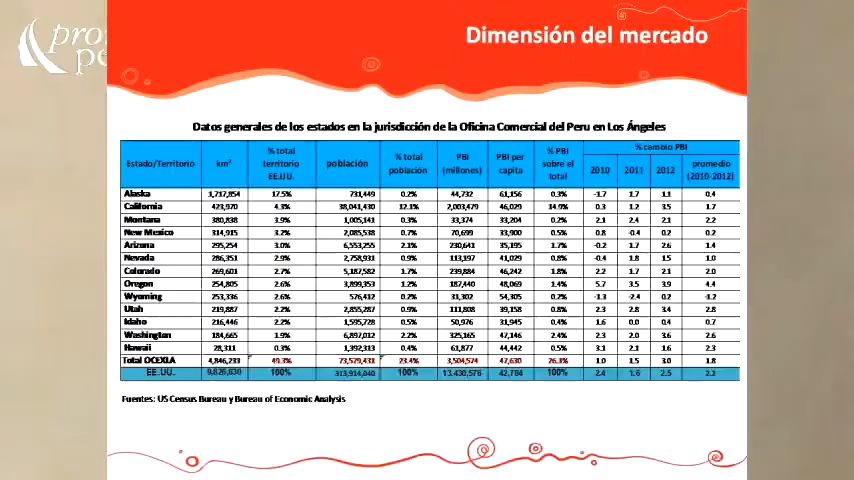 Dimensión del mercado
Datos generales de los estados en la jurisdicción de la Oficina Comercial del Peru en Los Ángeles
Estado/Territorio km² % total territorio EE.UU. población % total población PBI (millones) PBI per capita % PBI sobre el total % cambio PBI 2010 2011 2012 promedio (2010-2012)
Alaska 1,717,854 17.5% 731,449 0.2% 44,732 61,156 0.3% -1.7 1.7 1.1 0.4
California 423,970 4.3% 38,041,430 12.1% 2,003,479 46,029 14.9% 0.3 1.2 3.5 1.7
Montana 380,838 3.9% 1,005,141 0.3% 33,374 33,204 0.2% 2.1 2.4 2.1 2.2
New Mexico 314,915 3.2% 2,085,538 0.7% 70,699 33,900 0.5% 0.8 -0.4 0.2 0.2
Arizona 295,254 3.0% 6,553,255 2.1% 230,641 35,195 1.7% -0.2 1.7 2.6 1.4
Nevada 286,351 2.9% 2,758,931 0.9% 113,197 41,029 0.8% -0.4 1.8 1.5 1.0
Colorado 269,601 2.7% 5,187,582 1.7% 239,884 46,242 1.8% 2.2 1.7 2.1 2.0
Oregon 254,805 2.6% 3,899,353 1.2% 187,440 48,069 1.4% 5.7 3.5 3.9 4.4
Wyoming 253,336 2.6% 576,412 0.2% 31,302 54,305 0.2% -1.3 -2.4 0.2 -1.2
Utah 219,887 2.2% 2,855,287 0.9% 111,808 39,158 0.8% 2.3 2.8 3.4 2.8
Idaho 216,446 2.2% 1,595,728 0.5% 50,976 31,945 0.4% 1.6 0.0 0.4 0.7
Washington 184,665 1.9% 6,897,012 2.2% 325,165 47,146 2.4% 2.3 2.0 3.6 2.6
Hawaii 28,311 0.3% 1,392,313 0.4% 61,877 44,442 0.5% 3.1 2.1 1.6 2.3
Total OCEXLA 4,846,233 49.3% 73,579,431 23.4% 3,504,574 47,630 26.1% 1.0 1.5 3.0 1.8
EE.UU. 9,826,630 100% 313,914,040 100% 13,430,576 42,784 100% 2.4 1.6 2.5 2.2
Fuentes: US Census Bureau y Bureau of Economic Analysis